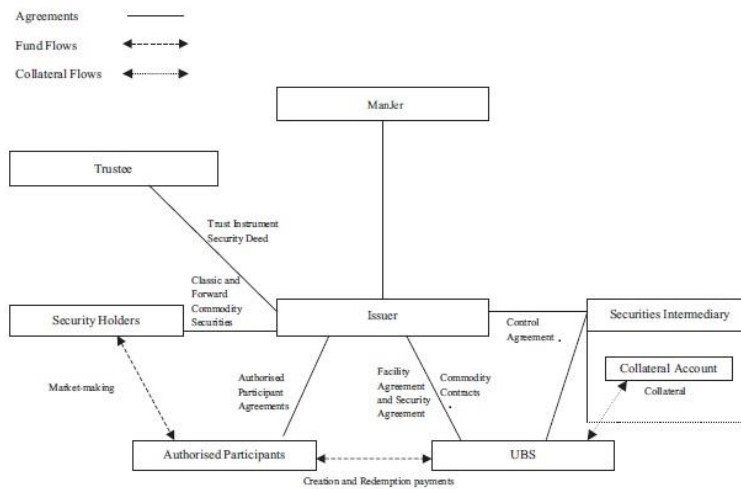 Agreements
Fund Flows
Collateral Flows
ManJer
Trustee
Trust Instrument
Security Deed
Classic and
Forward
Commodity
Securities
Security Holders
Issuer
Securities Intermediary
Control
Agreement .
Collateral Account
Collateral
Market-making
Authorised
Participant
Agreements
Facility
Agreement
and Security
Agreement
Commodity
Contracts
.
Authorised Participants
UBS
Creation and Redemption payments